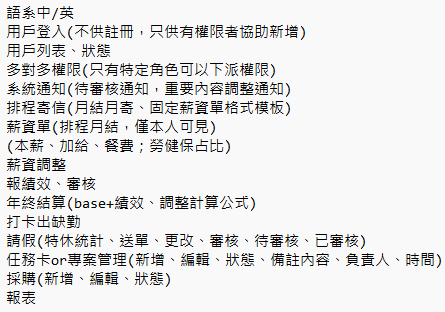 語系中/英
用戶登入(不供註冊，只供有權限者協助新增)
用戶列表、狀態
多對多權限(只有特定角色可以下派權限)
系統通知(待審核通知，重要內容調整通知)
排程寄信(月結月寄、固定薪資單格式模板)
薪資單(排程月結，僅本人可見)
(本薪、加給、餐費；勞健保占比)
薪資調整
報績效、審核
年終結算(base+績效、調整計算公式)
打卡出缺勤
請假(特休統計、送單、更改、審核、待審核、已審核)
任務卡or專案管理(新增、編輯、狀態、備註內容、負責人、時間)
採購(新增、編輯、狀態)
報表